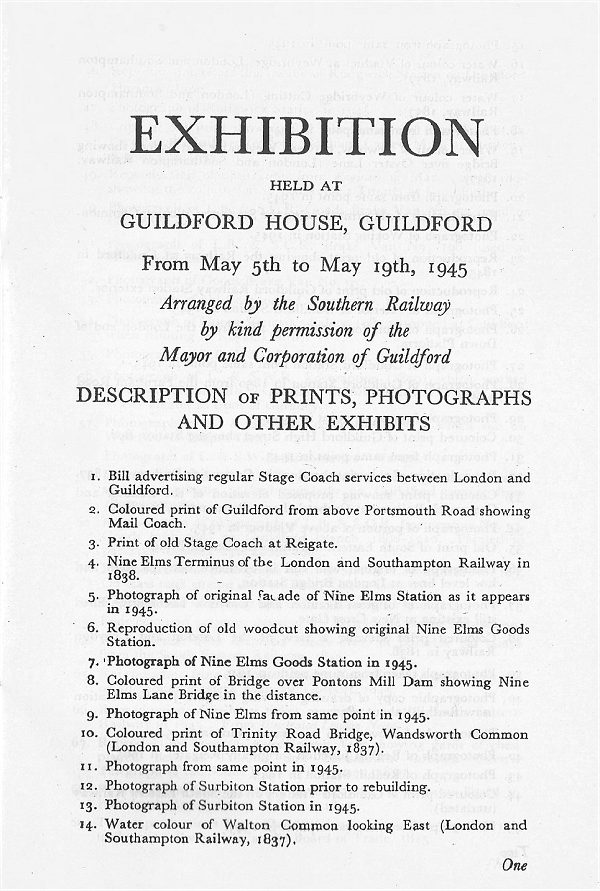 EXHIBITION
HELD AT
GUILDFORD HOUSE, GUILDFORD
From May 5th to May 19th, 1945
Arranged by the Southern Railway
by kind permission of the
Mayor and Corporation of Guildford
DESCRIPTION OF PRINTS, PHOTOGRAPHS
AND OTHER EXHIBITS
1. Bill advertising regular Stage Coach services between London and
Guildford.
2. Coloured print of Guildford from above Portsmouth Road showing
Mail Coach.
3. Print of old Stage Coach at Reigate.
4. Nine Elms Terminus of the London and Southampton Railway in
1838.
5. Photograph of original facade of Nine Elms Station as it appears
in 1945.
6. Reproduction of old woodcut showing original Nine Elms Goods
Station.
7. Photograph of Nine Elms Goods Station in 1945.
8. Coloured print of Bridge over Pontons Mill Dam showing Nine
Elms Lane Bridge in the distance.
9. Photograph of Nine Elms from same point in 1945.
10. Coloured print of Trinity Road Bridge, Wandsworth Common
(London and Southampton Railway, 1837).
11. Photograph from same point in 1945.
12. Photograph of Surbiton Station prior to rebuilding.
13. Photograph of Surbiton Station in 1945.
14. Water colour of Walton Common looking East (London and
Southampton Railway, 1837).
One